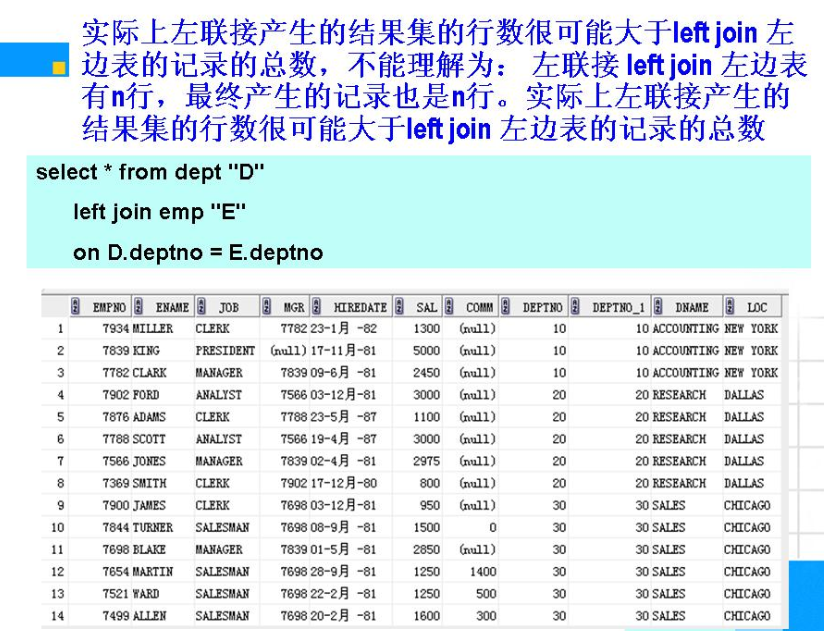 实际上左联接产生的结果集的行数很可能大于left join 左
边表的记录的总数，不能理解为： 左联接 left join 左边表
有n行，最终产生的记录也是n行。实际上左联接产生的
结果集的行数很可能大于left join 左边表的记录的总数
select * from dept "D"
left join emp "E"
on D.deptno = E.deptno
EMPNO ENAME JOB MGR HIREDATE SAL COMM DEPTNO DEPTNO_1 DNAME LOC
1 7934 MILLER CLERK 7782 23-1月 -82 1300 (null) 10 10 ACCOUNTING NEW YORK
2 7839 KING PRESIDENT (null) 17-11月-81 5000 (null) 10 10 ACCOUNTING NEW YORK
3 7782 CLARK MANAGER 7839 09-6月 -81 2450 (null) 10 10 ACCOUNTING NEW YORK
4 7902 FORD ANALYST 7566 03-12月-81 3000 (null) 20 20 RESEARCH DALLAS
5 7876 ADAMS CLERK 7788 23-5月 -87 1100 (null) 20 20 RESEARCH DALLAS
6 7788 SCOTT ANALYST 7566 19-4月 -87 3000 (null) 20 20 RESEARCH DALLAS
7 7566 JONES MANAGER 7839 02-4月 -81 2975 (null) 20 20 RESEARCH DALLAS
8 7369 SMITH CLERK 7902 17-12月-80 800 (null) 20 20 RESEARCH DALLAS
9 7900 JAMES CLERK 7698 03-12月-81 950 (null) 30 30 SALES CHICAGO
10 7844 TURNER SALESMAN 7698 08-9月 -81 1500 0 30 30 SALES CHICAGO
11 7698 BLAKE MANAGER 7839 01-5月 -81 2850 (null) 30 30 SALES CHICAGO
12 7654 MARTIN SALESMAN 7698 28-9月 -81 1250 1400 30 30 SALES CHICAGO
13 7521 WARD SALESMAN 7698 22-2月 -81 1250 500 30 30 SALES CHICAGO
14 7499 ALLEN SALESMAN 7698 20-2月 -81 1600 300 30 30 SALES CHICAGO